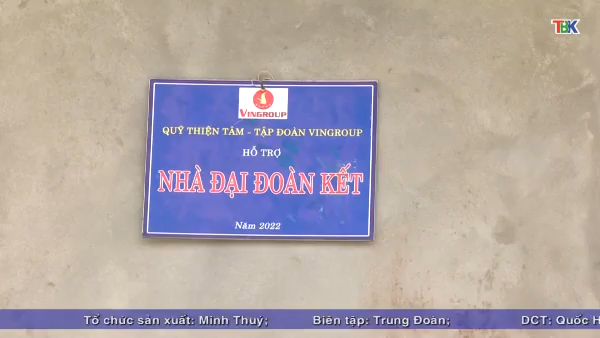 TBK
VINGROUP
QUỸ THIỆN TÂM - TẬP ĐOÀN VINGROUP
HỖ TRỢ
NHÀ ĐẠI ĐOÀN KẾT
Năm 2022
Tổ chức sản xuất: Minh Thuý; Biên tập: Trung Đoàn; DCT: Quốc H